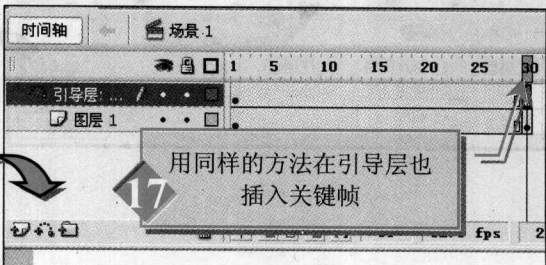 时间轴 场景 1
1 5 10 15 20 25 30
引导层: ...
图层 1
17 用同样的方法在引导层也
插入关键帧
fps 2